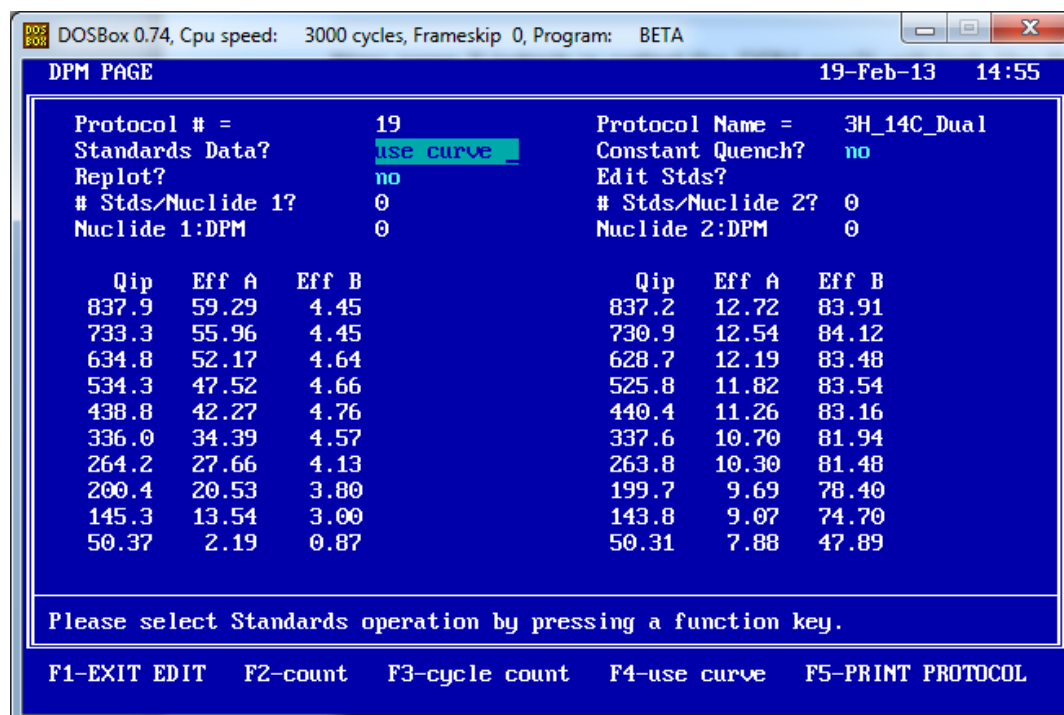 DOSBox 0.74, Cpu speed: 3000 cycles, Frameskip 0, Program: BETA
DPM PAGE 19-Feb-13 14:55
Protocol # = 19 Protocol Name = 3H_14C_Dual
Standards Data? use curve _ Constant Quench? no
Replot? no Edit Stds?
# Stds/Nuclide 1? 0 # Stds/Nuclide 2? 0
Nuclide 1:DPM 0 Nuclide 2:DPM 0
Qip Eff A Eff B Qip Eff A Eff B
837.9 59.29 4.45 837.2 12.72 83.91
733.3 55.96 4.45 730.9 12.54 84.12
634.8 52.17 4.64 628.7 12.19 83.48
534.3 47.52 4.66 525.8 11.82 83.54
438.8 42.27 4.76 440.4 11.26 83.16
336.0 34.39 4.57 337.6 10.70 81.94
264.2 27.66 4.13 263.8 10.30 81.48
200.4 20.53 3.80 199.7 9.69 78.40
145.3 13.54 3.00 143.8 9.07 74.70
50.37 2.19 0.87 50.31 7.88 47.89
Please select Standards operation by pressing a function key.
F1-EXIT EDIT F2-count F3-cycle count F4-use curve F5-PRINT PROTOCOL